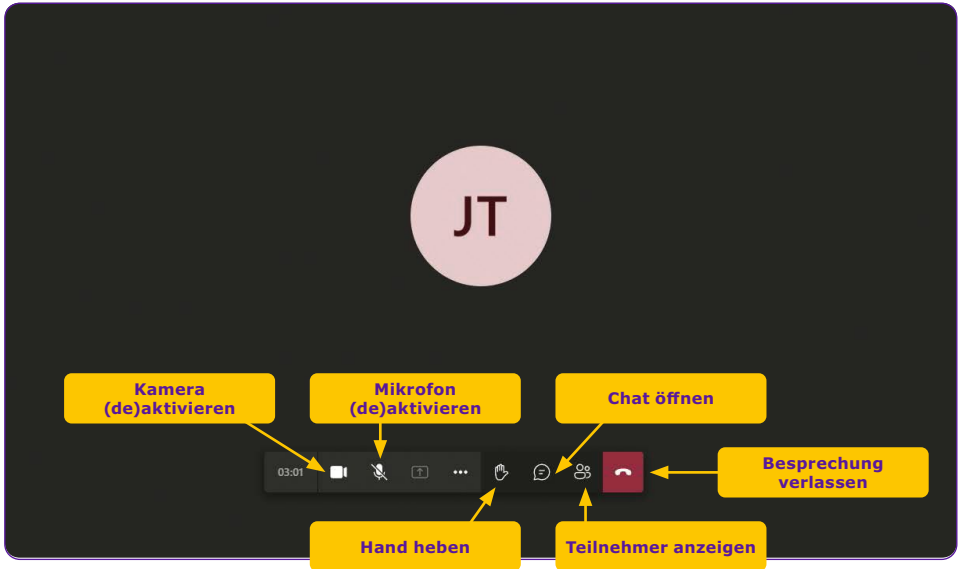 JT
Kamera
(de)aktivieren
Mikrofon
(de)aktivieren
Chat öffnen
03:01
Besprechung
verlassen
Hand heben
Teilnehmer anzeigen